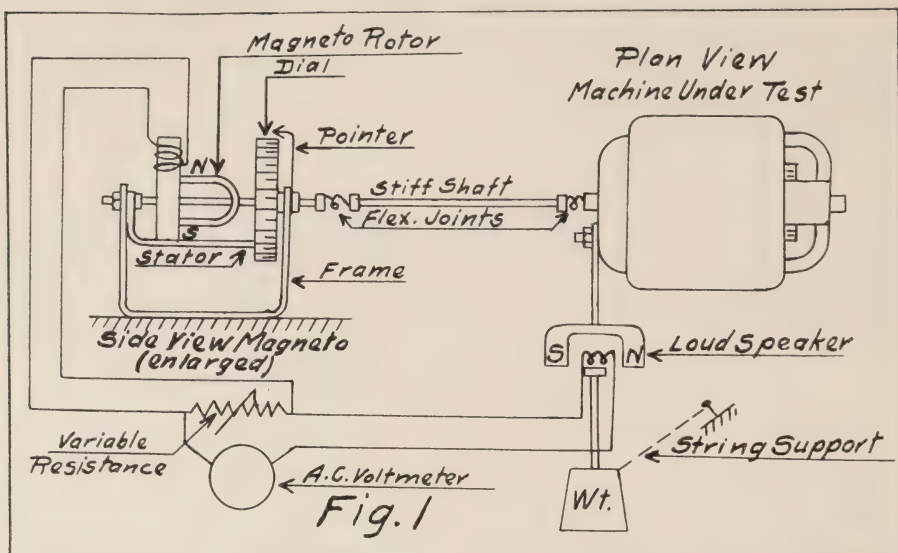 Magneto Rotor
Dial
Pointer
N
S
Stator
Stiff Shaft
Flex. Joints
Frame
Side View Magneto
(enlarged)
Plan View
Machine Under Test
S
N
Loud Speaker
String Support
Variable
Resistance
A.C. Voltmeter
Wt.
Fig. 1